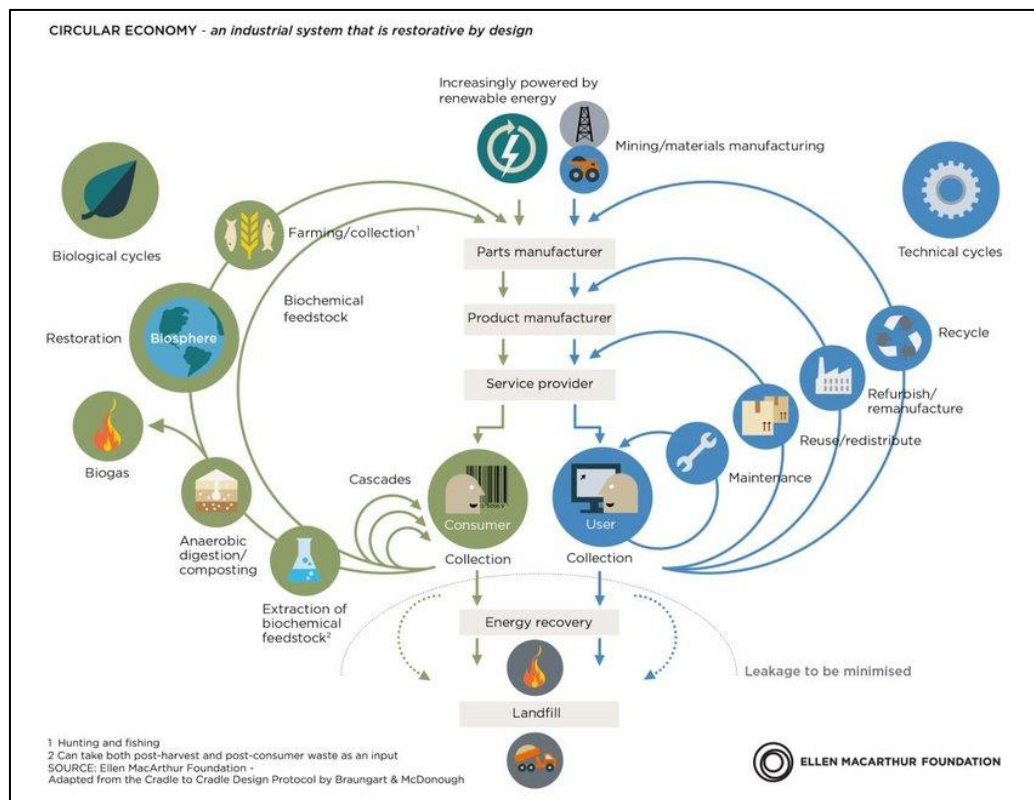 CIRCULAR ECONOMY - an industrial system that is restorative by design
Increasingly powered by
renewable energy
Mining/materials manufacturing
Biological cycles
Farming/collection¹
Parts manufacturer
Technical cycles
Biochemical
feedstock
Product manufacturer
Restoration
Biosphere
Recycle
Service provider
Refurbish/
remanufacture
Reuse/redistribute
Biogas
Cascades
Maintenance
Consumer
User
Anaerobic
digestion/
composting
Collection
Collection
Extraction of
biochemical
feedstock²
Energy recovery
Leakage to be minimised
Landfill
1 Hunting and fishing
2 Can take both post-harvest and post-consumer waste as an input
SOURCE: Ellen MacArthur Foundation -
Adapted from the Cradle to Cradle Design Protocol by Braungart & McDonough
ELLEN MACARTHUR FOUNDATION